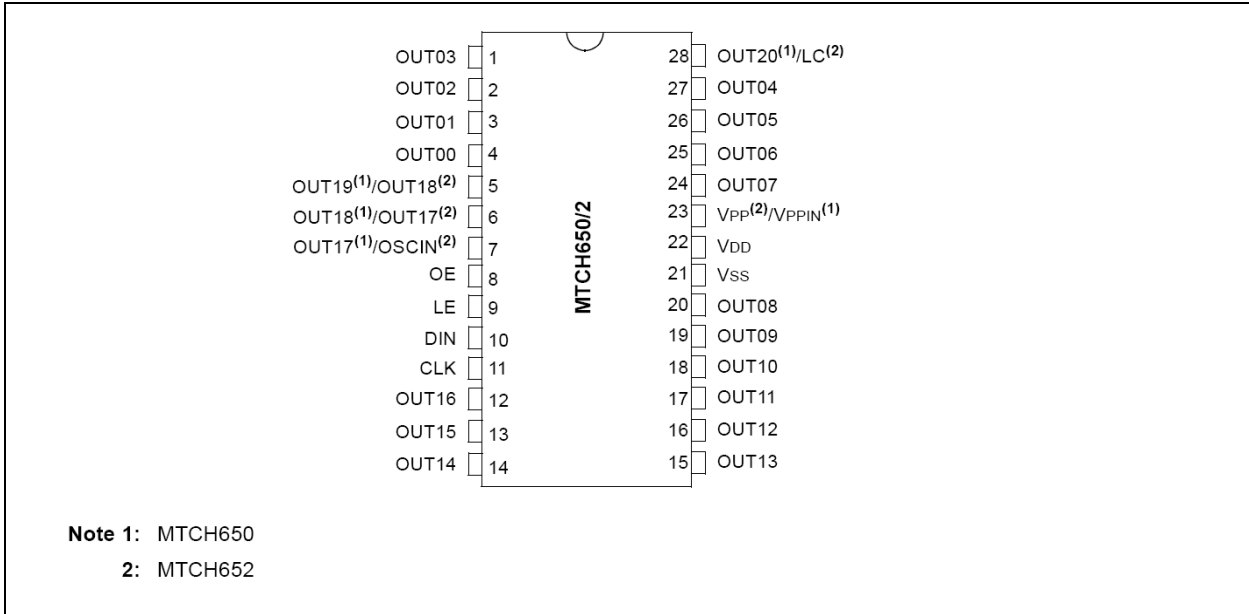 OUT03 1 28 OUT20(1)/LC(2)
OUT02 2 27 OUT04
OUT01 3 26 OUT05
OUT00 4 25 OUT06
OUT19(1)/OUT18(2) 5 24 OUT07
OUT18(1)/OUT17(2) 6 23 VPP(2)/VPPIN(1)
OUT17(1)/OSCIN(2) 7 22 VDD
OE 8 21 VSS
LE 9 20 OUT08
DIN 10 19 OUT09
CLK 11 18 OUT10
OUT16 12 17 OUT11
OUT15 13 16 OUT12
OUT14 14 15 OUT13
MTCH650/2
Note 1: MTCH650
2: MTCH652